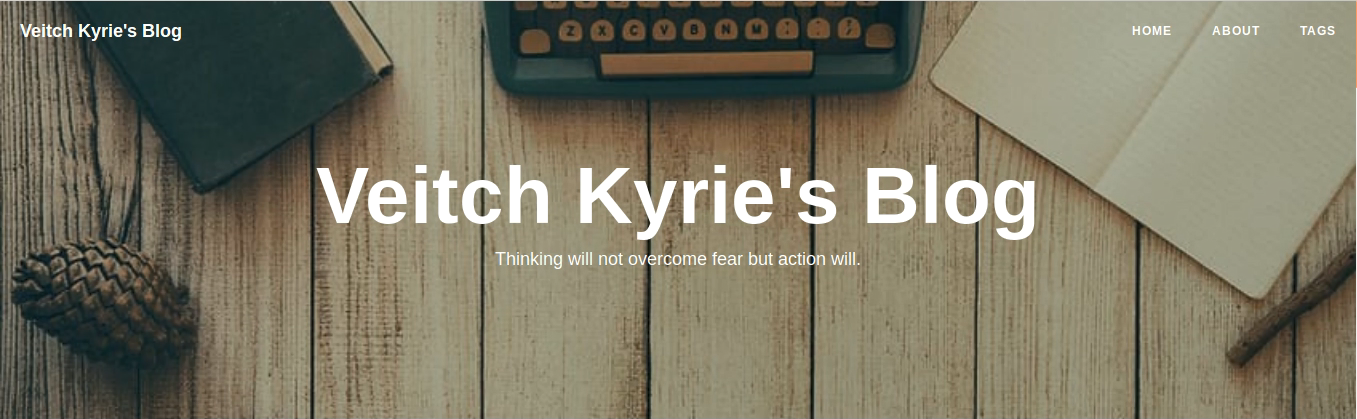 Veitch Kyrie's Blog
HOME ABOUT TAGS
Z X C V B N M
Veitch Kyrie's Blog
Thinking will not overcome fear but action will.